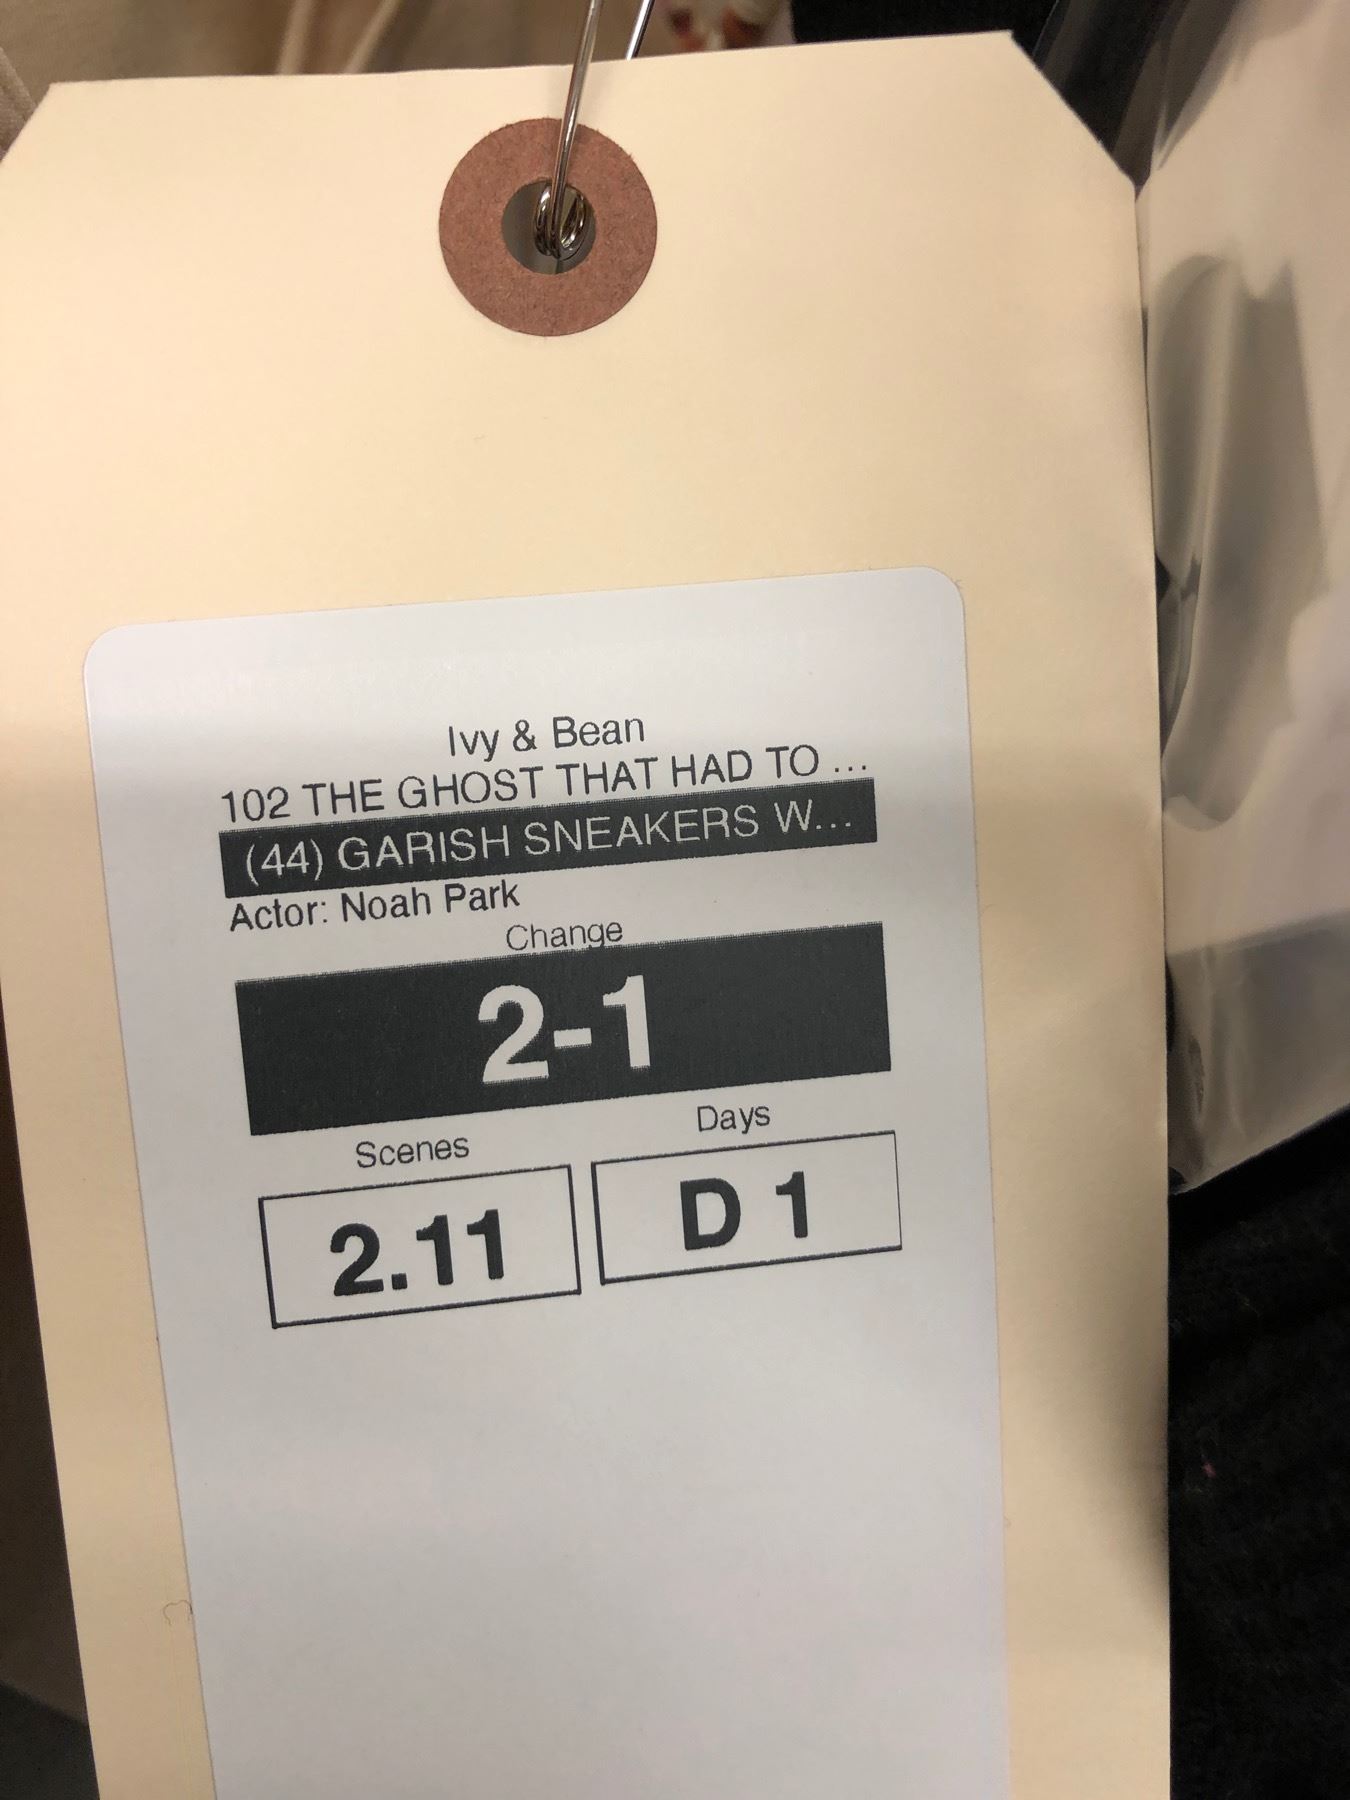 Ivy & Bean
102 THE GHOST THAT HAD TO ...
(44) GARISH SNEAKERS W...
Actor: Noah Park
Change
2-1
Scenes Days
2.11 D 1